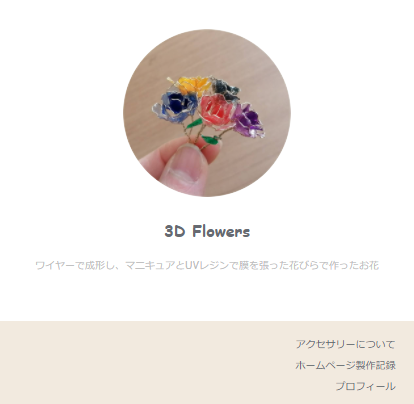 3D Flowers
ワイヤーで成形し、マニキュアとUVレジンで膜を張った花びらで作ったお花
アクセサリーについて
ホームページ製作記録
プロフィール